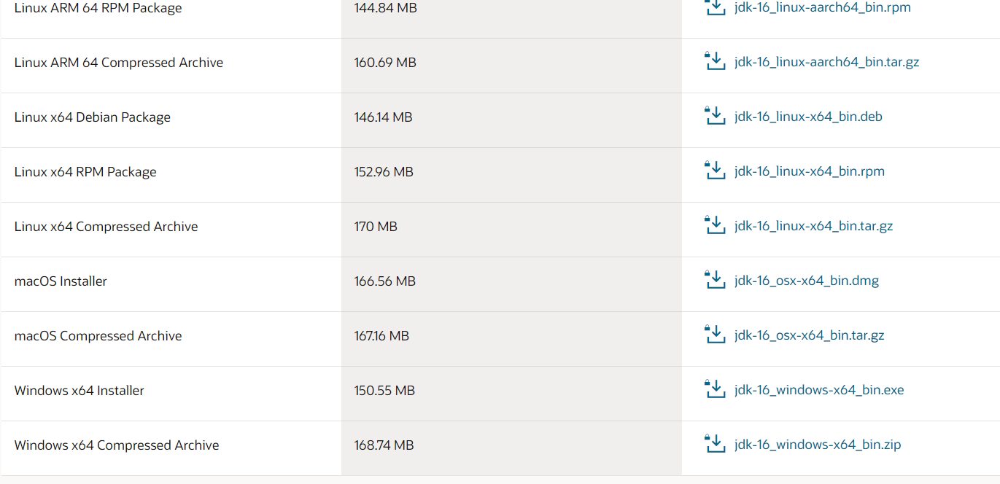 Linux ARM 64 RPM Package 144.84 MB jdk-16_linux-aarch64_bin.rpm
Linux ARM 64 Compressed Archive 160.69 MB jdk-16_linux-aarch64_bin.tar.gz
Linux x64 Debian Package 146.14 MB jdk-16_linux-x64_bin.deb
Linux x64 RPM Package 152.96 MB jdk-16_linux-x64_bin.rpm
Linux x64 Compressed Archive 170 MB jdk-16_linux-x64_bin.tar.gz
macOS Installer 166.56 MB jdk-16_osx-x64_bin.dmg
macOS Compressed Archive 167.16 MB jdk-16_osx-x64_bin.tar.gz
Windows x64 Installer 150.55 MB jdk-16_windows-x64_bin.exe
Windows x64 Compressed Archive 168.74 MB jdk-16_windows-x64_bin.zip